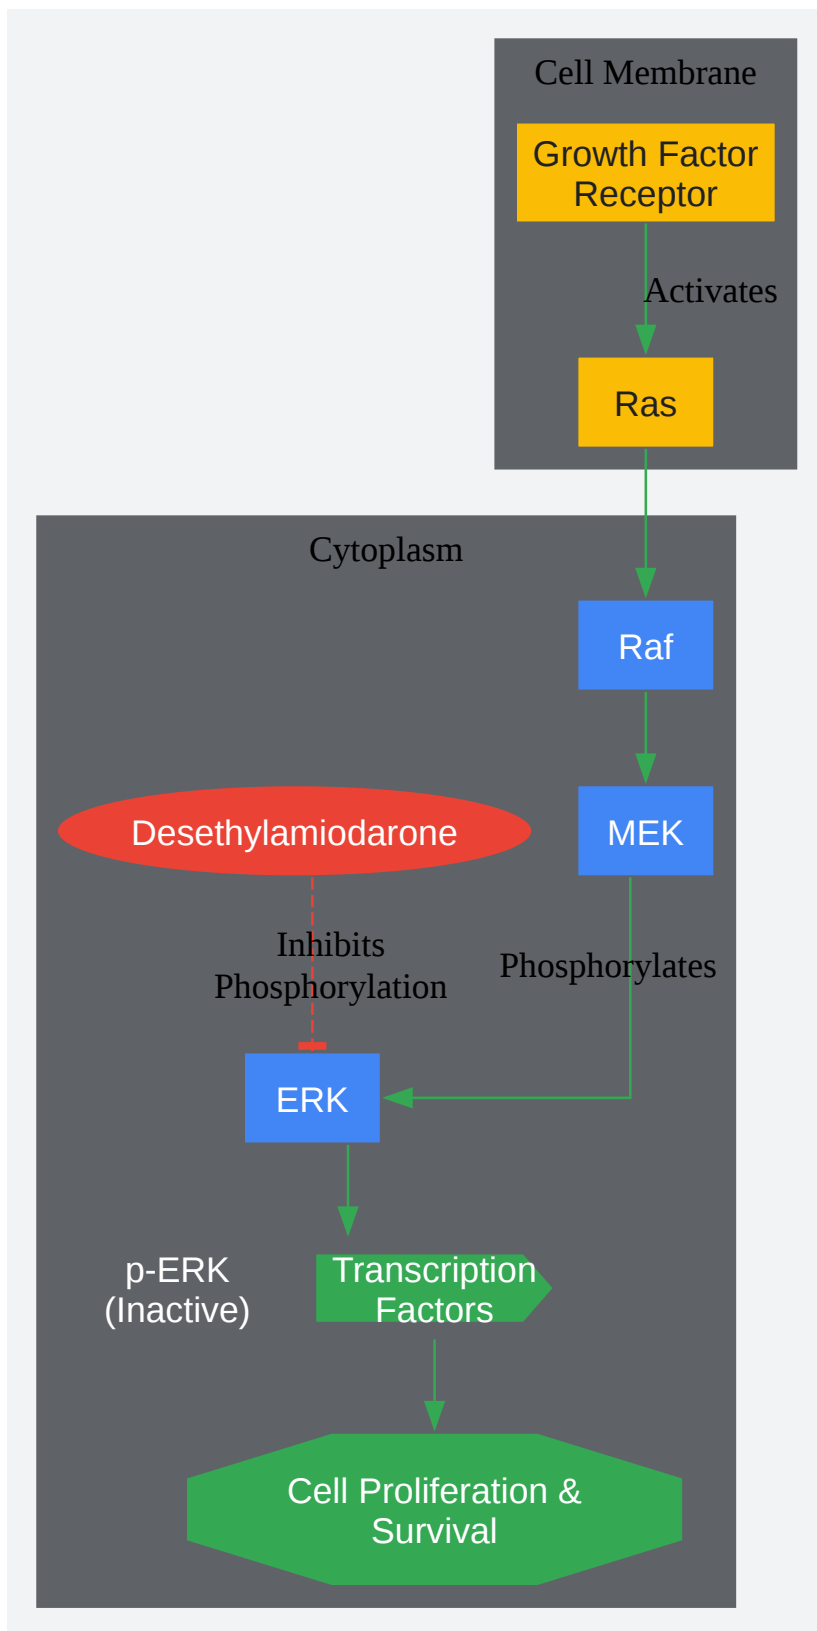 Cell Membrane
Growth Factor
Receptor
Activates
Ras
Cytoplasm
Raf
Desethylamiodarone
MEK
Inhibits
Phosphorylation
Phosphorylates
ERK
p-ERK
(Inactive)
Transcription
Factors
Cell Proliferation &
Survival